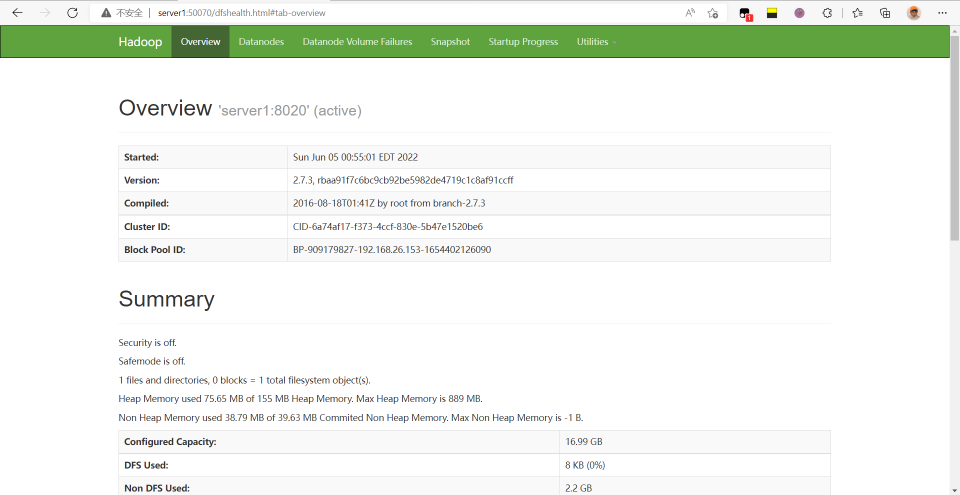 不安全 | server1:50070/dfshealth.html#tab-overview
1
Hadoop Overview Datanodes Datanode Volume Failures Snapshot Startup Progress Utilities
Overview 'server1:8020' (active)
Started: Sun Jun 05 00:55:01 EDT 2022
Version: 2.7.3, rbaa91f7c6bc9cb92be5982de4719c1c8af91ccff
Compiled: 2016-08-18T01:41Z by root from branch-2.7.3
Cluster ID: CID-6a74af17-f373-4ccf-830e-5b47e1520be6
Block Pool ID: BP-909179827-192.168.26.153-1654402126090
Summary
Security is off.
Safemode is off.
1 files and directories, 0 blocks = 1 total filesystem object(s).
Heap Memory used 75.65 MB of 155 MB Heap Memory. Max Heap Memory is 889 MB.
Non Heap Memory used 38.79 MB of 39.63 MB Commited Non Heap Memory. Max Non Heap Memory is -1 B.
Configured Capacity: 16.99 GB
DFS Used: 8 KB (0%)
Non DFS Used: 2.2 GB